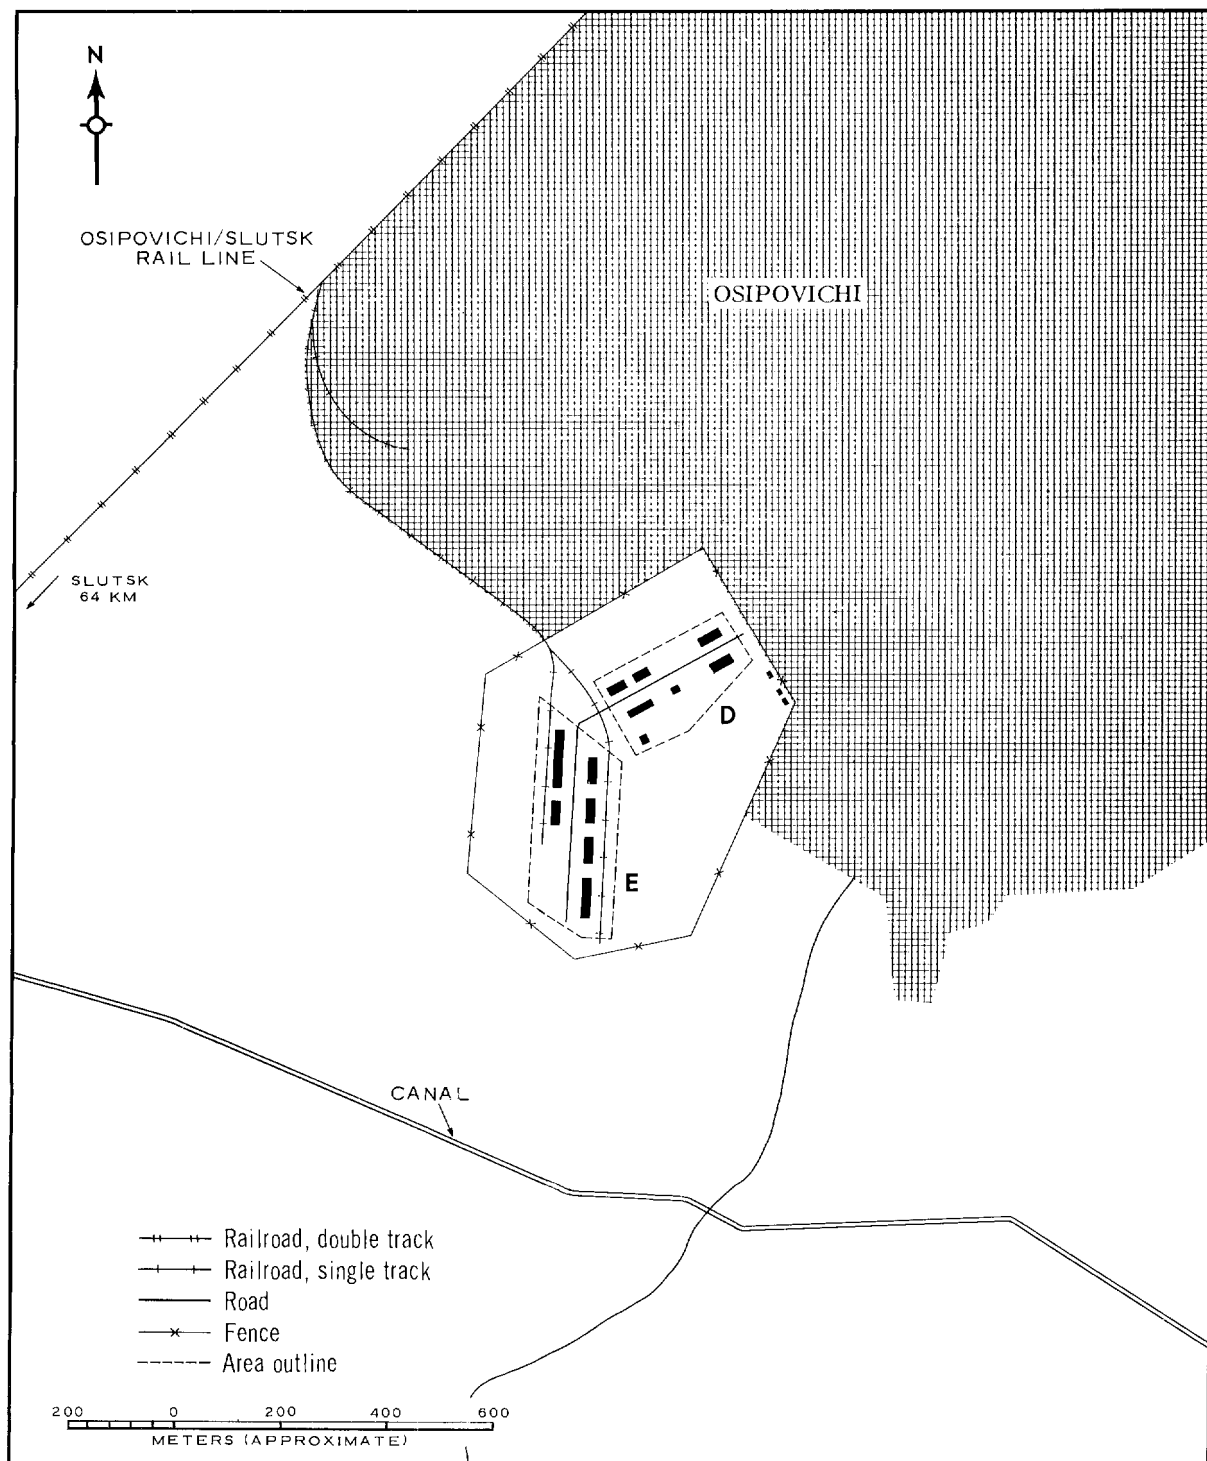 N
OSIPOVICHI/SLUTSK
RAIL LINE
OSIPOVICHI
SLUTSK
64 KM
D
E
CANAL
Railroad, double track
Railroad, single track
Road
Fence
Area outline
200 0 200 400 600
METERS (APPROXIMATE)